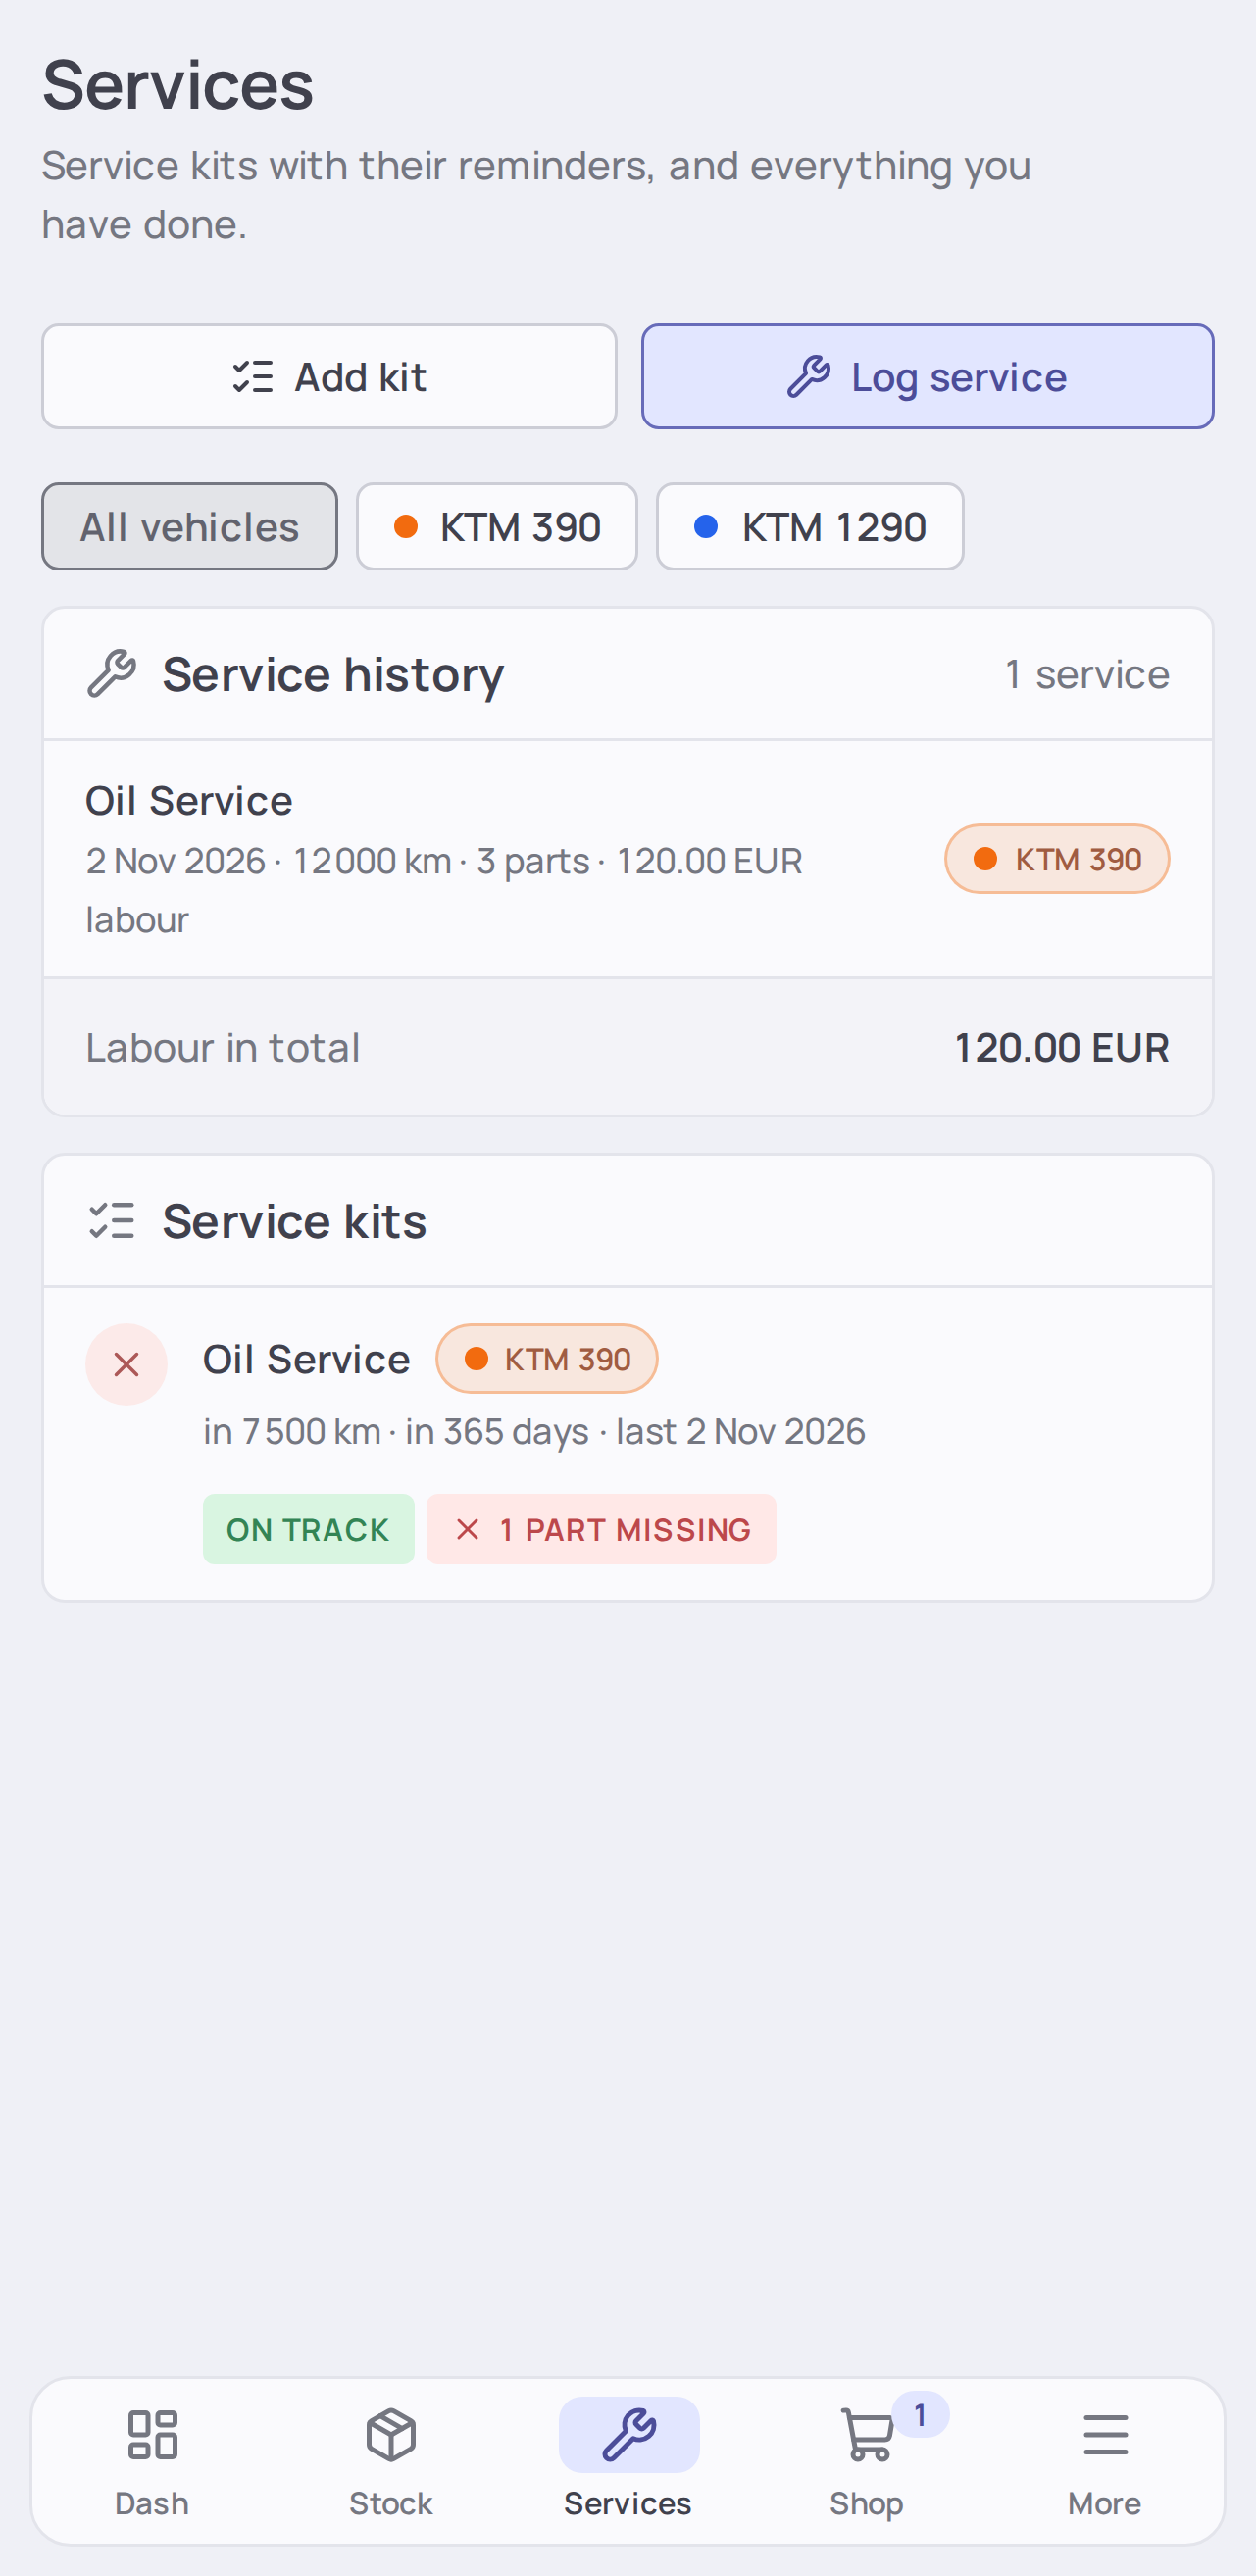 Services
Service kits with their reminders, and everything you
have done.
Add kit
Log service
All vehicles
KTM 390
KTM 1290
Service history
1 service
Oil Service
2 Nov 2026 · 12 000 km · 3 parts · 120.00 EUR
labour
KTM 390
Labour in total
120.00 EUR
Service kits
Oil Service
KTM 390
in 7 500 km · in 365 days · last 2 Nov 2026
ON TRACK
1 PART MISSING
1
Dash
Stock
Services
Shop
More